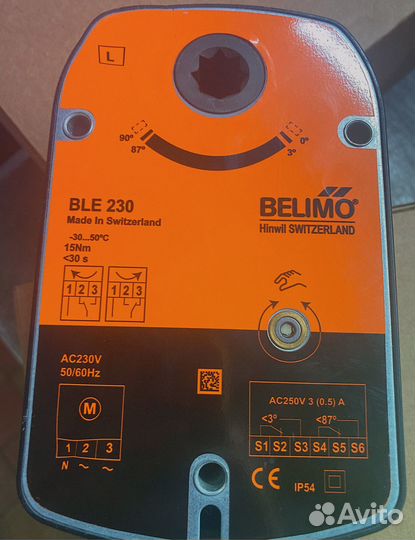 L
90° 0°
87° 3°
BLE 230
Made in Switzerland
BELIMO
Hinwil SWITZERLAND
-30...50°C
15Nm
<30 s
1 2 3 1 2 3
AC230V
50/60Hz
M
1 2 3
N ~ ~
AC250V 3 (0.5) A
<3° <87°
S1 S2 S3 S4 S5 S6
CE IP54
Avito